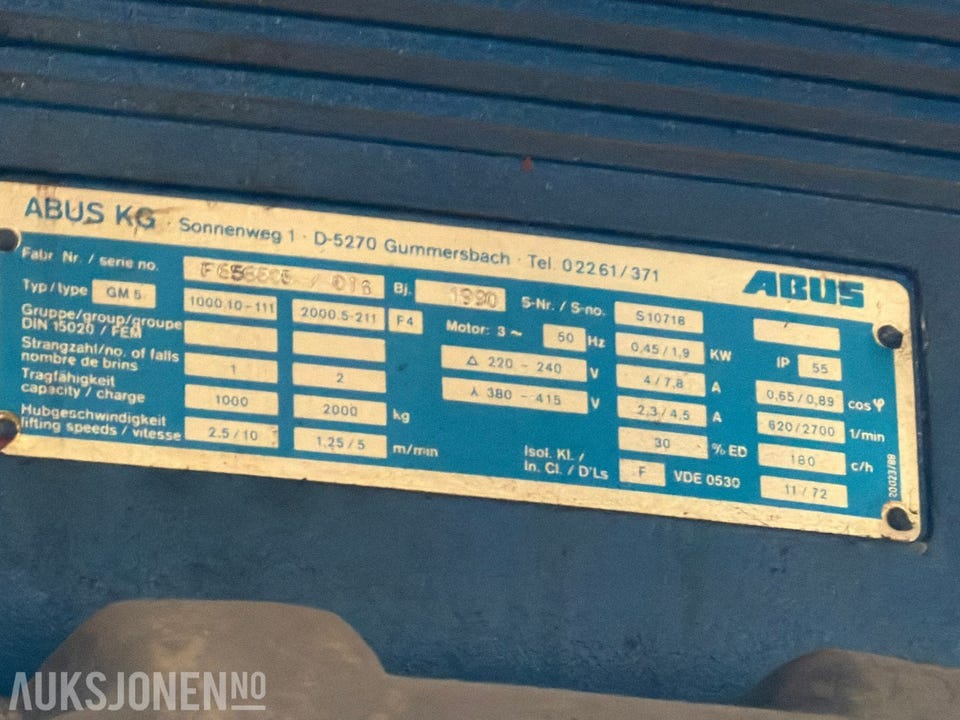 ABUS KG · Sonnenweg 1 · D-5270 Gummersbach · Tel. 02261/371
ABUS
Fabr Nr. / serie no. / 016 Bj. 1990 S-Nr. / S-no. S10718
Typ/type GM 5 1000.10-111 2000.5-211 F4 Motor: 3 ~ 50 Hz 0,45/1,9 KW IP 55
Gruppe/group/groupe
DIN 15020 / FEM
△ 220 - 240 V 4/7,8 A 0,65/0,89 cos φ
Strangzahl/no. of falls
nombre de brins 1 2
⅄ 380 - 415 V 2,3/4,5 A 620/2700 1/min
Tragfähigkeit
capacity / charge 1000 2000 kg
30 % ED 180 c/h
Hubgeschwindigkeit
lifting speeds / vitesse 2.5/10 1,25/5 m/min
Isol. Kl. /
In. Cl. / D'Ls F VDE 0530 11/72
20023/88
AUKSJONEN NO